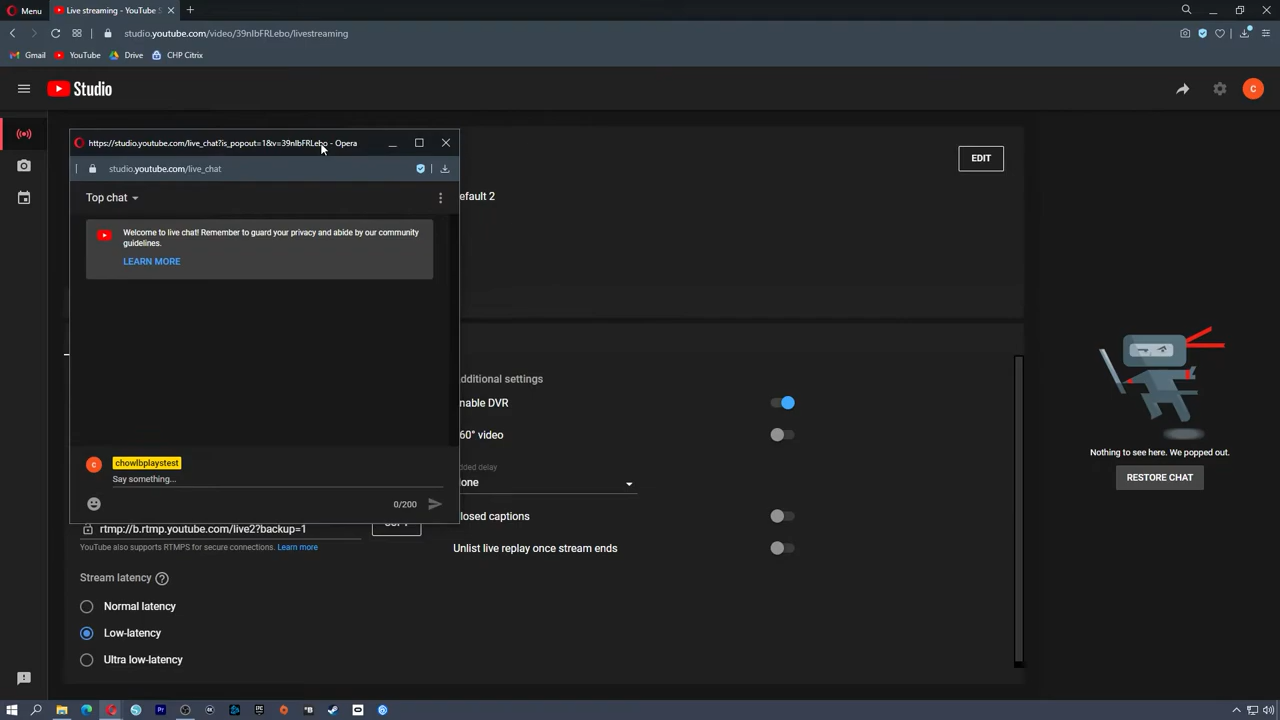 Menu
Live streaming - YouTube S
studio.youtube.com/video/39nIbFRLebo/livestreaming
Gmail
YouTube
Drive
CHP Citrix
Studio
C
https://studio.youtube.com/live_chat?is_popout=1&v=39nIbFRLebo - Opera
EDIT
studio.youtube.com/live_chat
Top chat
efault 2
Welcome to live chat! Remember to guard your privacy and abide by our community
guidelines.
LEARN MORE
dditional settings
nable DVR
60° video
dded delay
one
Nothing to see here. We popped out.
RESTORE CHAT
C
chowlbplaystest
Say something...
0/200
losed captions
rtmp://b.rtmp.youtube.com/live2?backup=1
YouTube also supports RTMPS for secure connections. Learn more
Unlist live replay once stream ends
Stream latency
Normal latency
Low-latency
Ultra low-latency
Pr